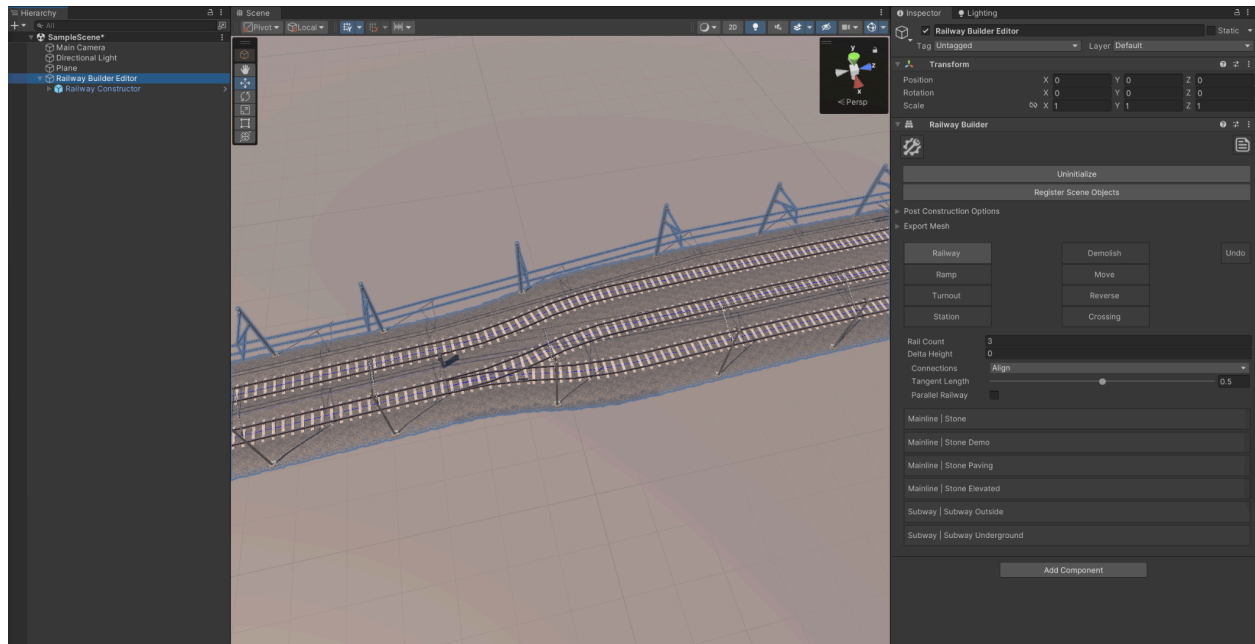 Hierarchy
All
SampleScene*
Main Camera
Directional Light
Plane
Railway Builder Editor
Railway Constructor
Scene
Pivot
Local
2D
y
z
x
Persp
Inspector
Lighting
Railway Builder Editor
Static
Tag Untagged
Layer Default
Transform
Position X 0 Y 0 Z 0
Rotation X 0 Y 0 Z 0
Scale X 1 Y 1 Z 1
Railway Builder
Uninitialize
Register Scene Objects
Post Construction Options
Export Mesh
Railway Demolish Undo
Ramp Move
Turnout Reverse
Station Crossing
Rail Count 3
Delta Height 0
Connections Align
Tangent Length 0.5
Parallel Railway
Mainline | Stone
Mainline | Stone Demo
Mainline | Stone Paving
Mainline | Stone Elevated
Subway | Subway Outside
Subway | Subway Underground
Add Component